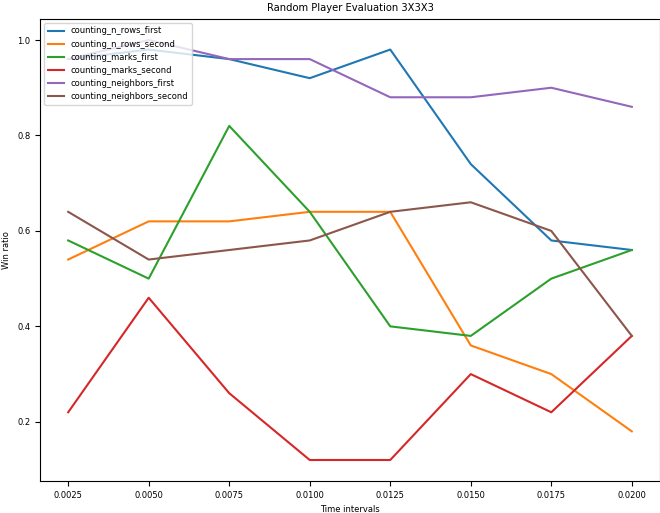 Random Player Evaluation 3X3X3
counting_n_rows_first
counting_n_rows_second
counting_marks_first
counting_marks_second
counting_neighbors_first
counting_neighbors_second
1.0
0.8
0.6
0.4
0.2
Win ratio
0.0025 0.0050 0.0075 0.0100 0.0125 0.0150 0.0175 0.0200
Time intervals